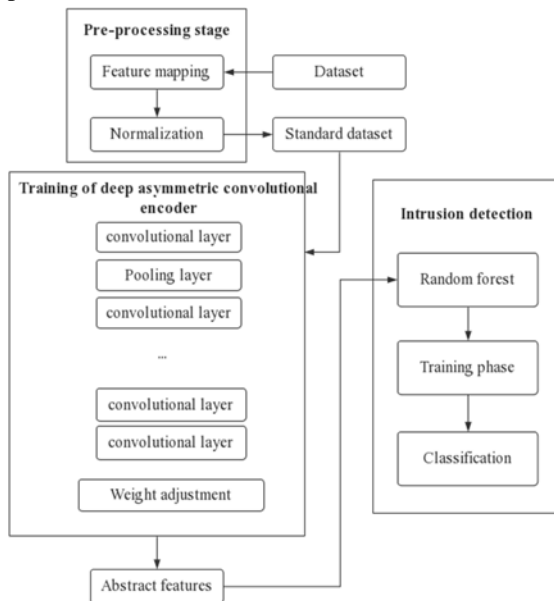 Pre-processing stage
Feature mapping
Dataset
Normalization
Standard dataset
Training of deep asymmetric convolutional
encoder
convolutional layer
Pooling layer
convolutional layer
...
convolutional layer
convolutional layer
Weight adjustment
Abstract features
Intrusion detection
Random forest
Training phase
Classification